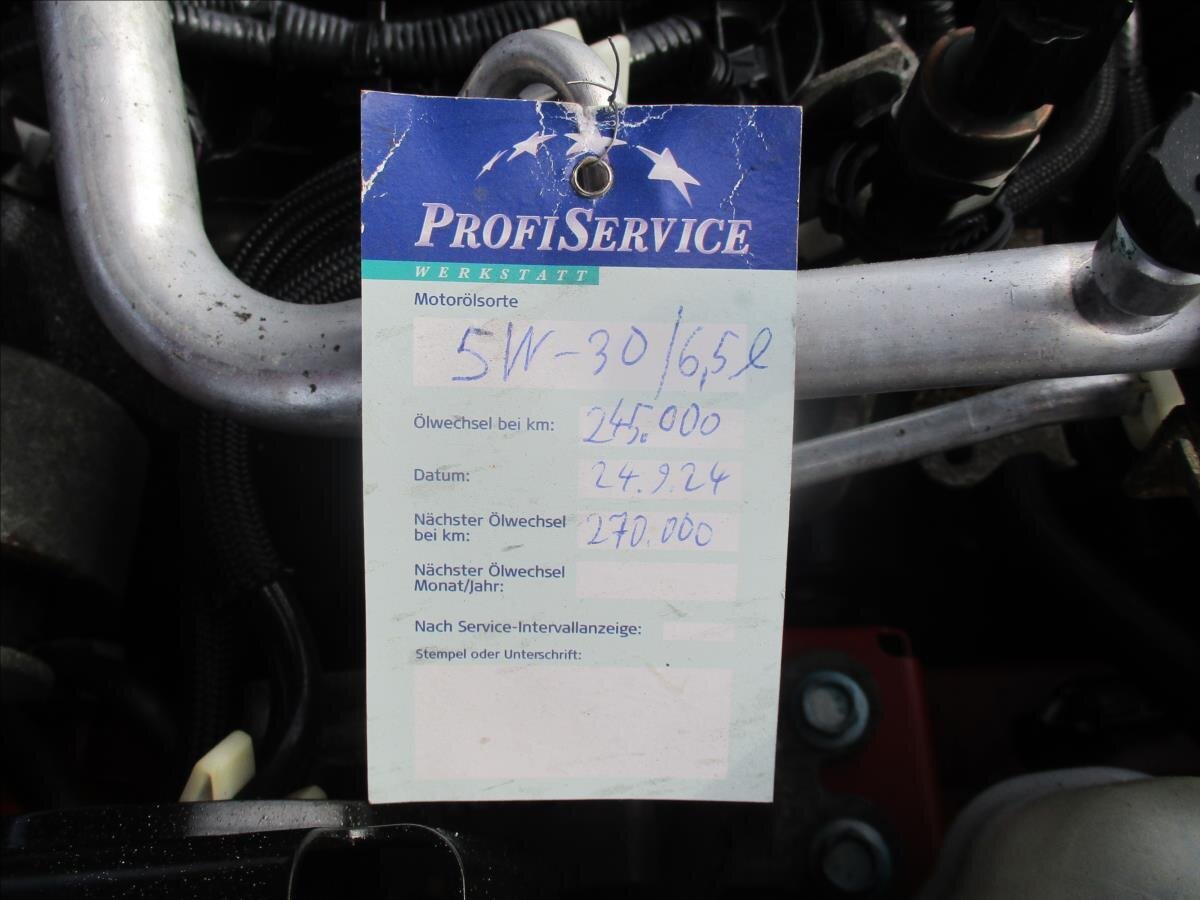 PROFISERVICE
WERKSTATT
Motorölsorte
5W-30/6,5l
Ölwechsel bei km: 245.000
Datum: 24.9.24
Nächster Ölwechsel
bei km: 270.000
Nächster Ölwechsel
Monat/Jahr:
Nach Service-Intervallanzeige:
Stempel oder Unterschrift: